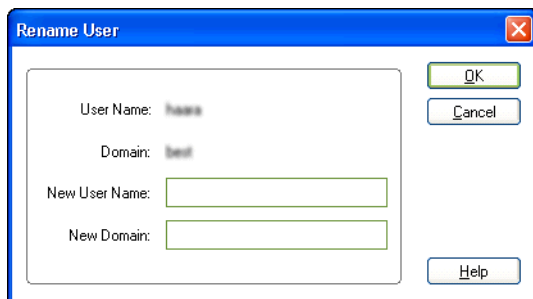 Rename User
OK
User Name:
Cancel
Domain:
New User Name:
New Domain:
Help